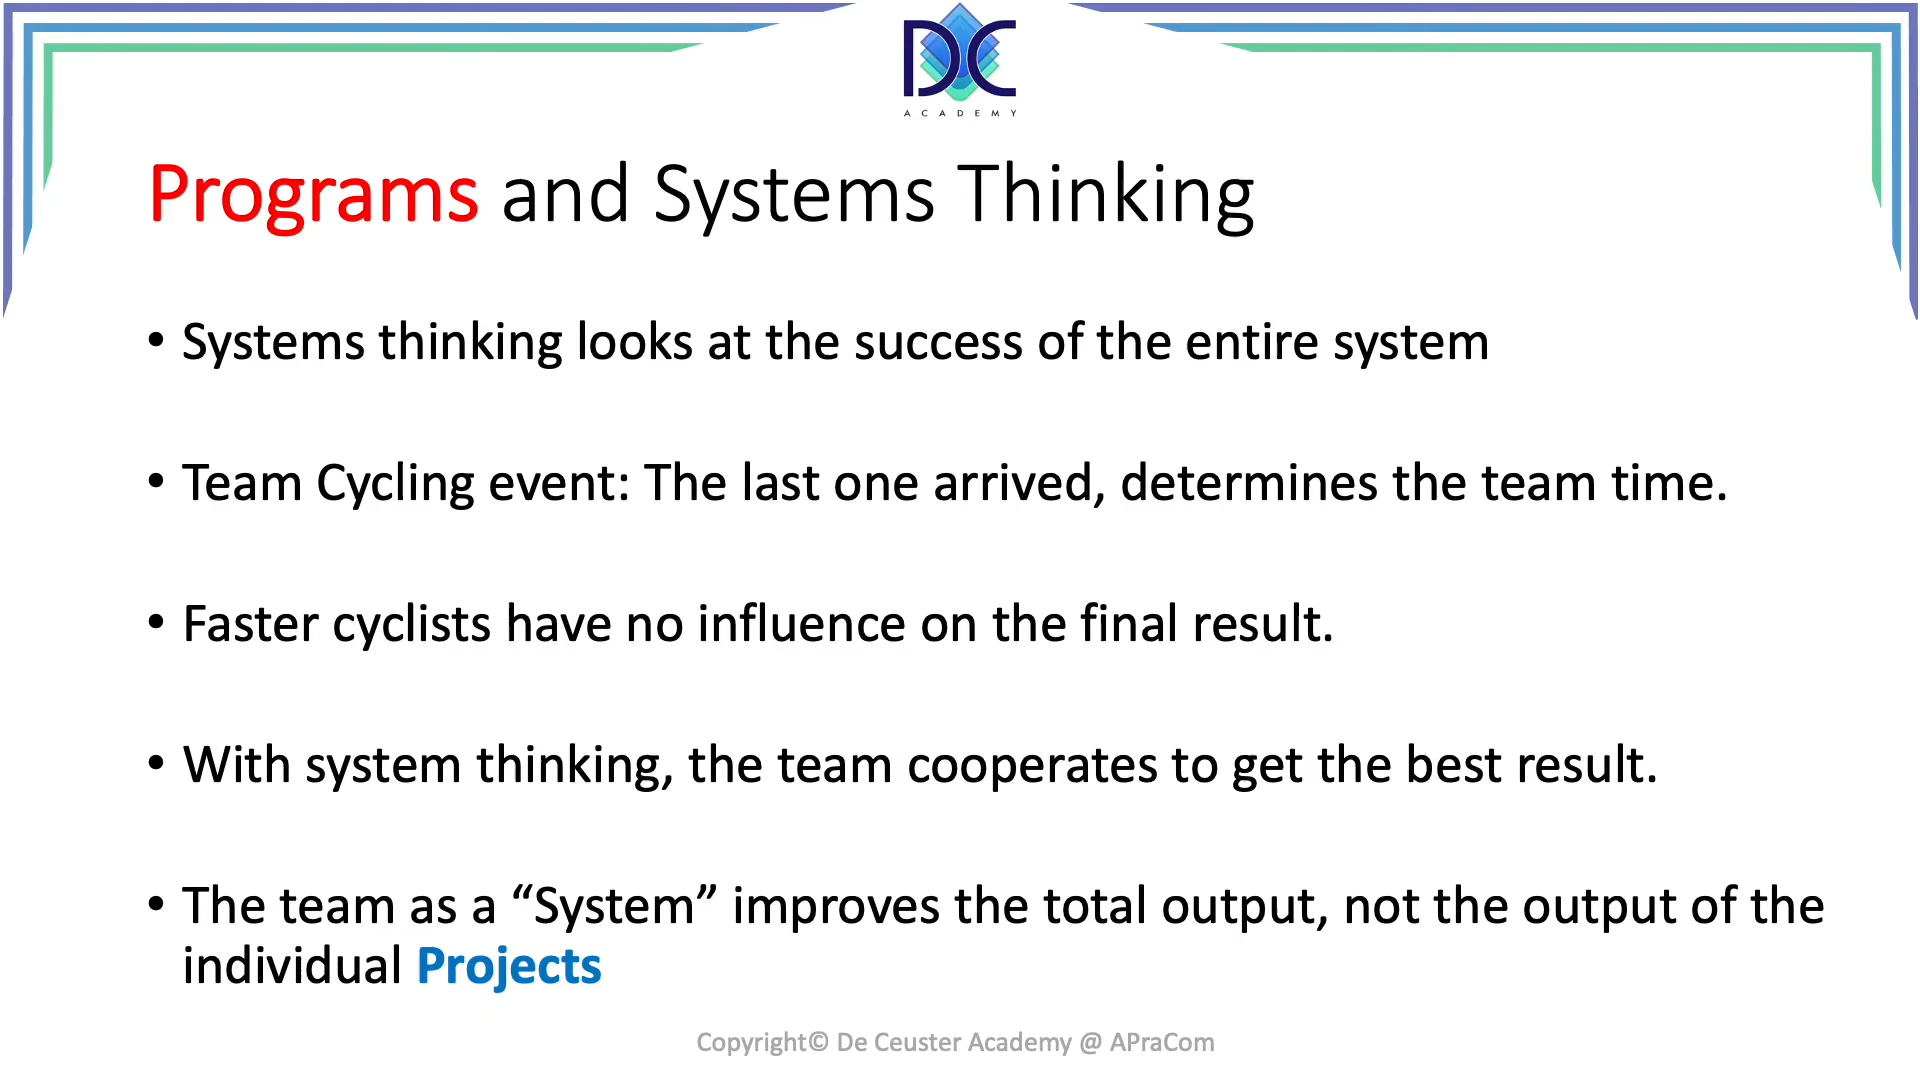 DC
ACADEMY
Programs and Systems Thinking
• Systems thinking looks at the success of the entire system
• Team Cycling event: The last one arrived, determines the team time.
• Faster cyclists have no influence on the final result.
• With system thinking, the team cooperates to get the best result.
• The team as a “System” improves the total output, not the output of the
individual Projects
Copyright© De Ceuster Academy @ APraCom